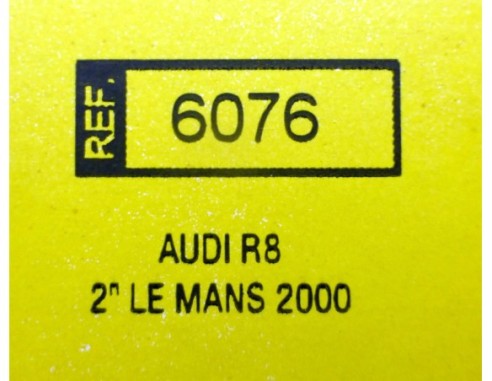 REF. 6076
AUDI R8
2ⁿ LE MANS 2000